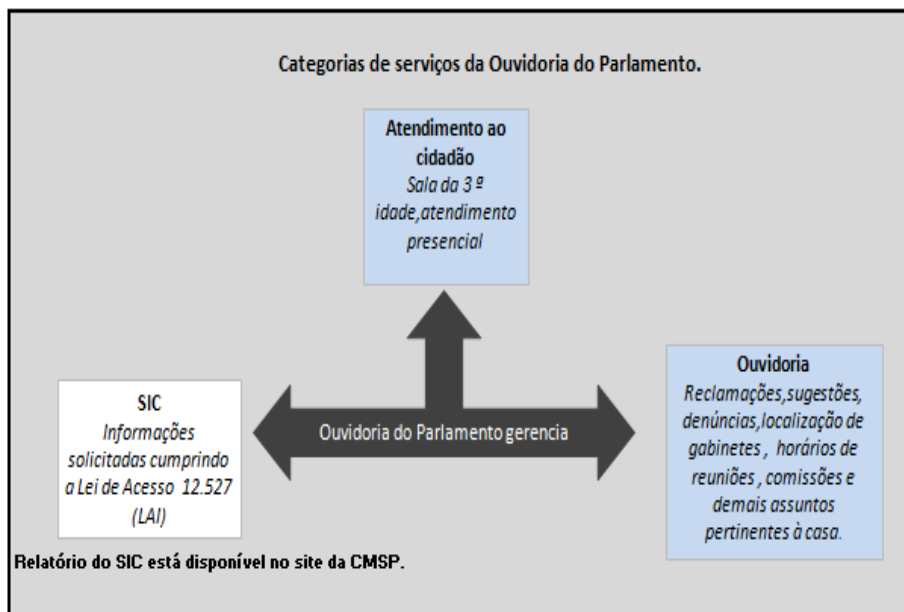 Categorias de serviços da Ouvidoria do Parlamento.
Atendimento ao
cidadão
Sala da 3 ª
idade,atendimento
presencial
SIC
Informações
solicitadas cumprindo
a Lei de Acesso 12.527
(LAI)
Ouvidoria do Parlamento gerencia
Ouvidoria
Reclamações,sugestões,
denúncias,localização de
gabinetes , horários de
reuniões , comissões e
demais assuntos
pertinentes à casa.
Relatório do SIC está disponível no site da CMSP.